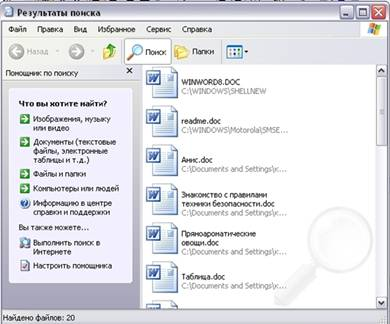 Результаты поиска
Файл Правка Вид Избранное Сервис Справка
Назад Поиск Папки
Помощник по поиску
Что вы хотите найти?
Изображения, музыку
или видео
Документы (текстовые
файлы, электронные
таблицы и т.д.)
Файлы и папки
Компьютеры или людей
Информацию в центре
справки и поддержки
Вы также можете...
Выполнить поиск в
Интернете
Настроить помощника
WINWORD8.DOC
C:\WINDOWS\SHELLNEW
readme.doc
C:\WINDOWS\Motorola\SMSE...
Анис.doc
C:\Documents and Settings\к...
Знакомство с правилами
техники безопасности.doc
C:\Documents and Settings\к...
Пряноароматические
овощи.doc
C:\Documents and Settings\к...
Таблица.doc
C:\Documents and Settings\к...
Найдено файлов: 20